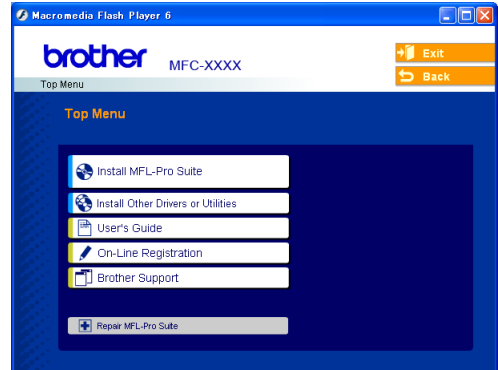 Macromedia Flash Player 6
brother MFC-XXXX
Exit
Back
Top Menu
Top Menu
Install MFL-Pro Suite
Install Other Drivers or Utilities
User's Guide
On-Line Registration
Brother Support
Repair MFL-Pro Suite